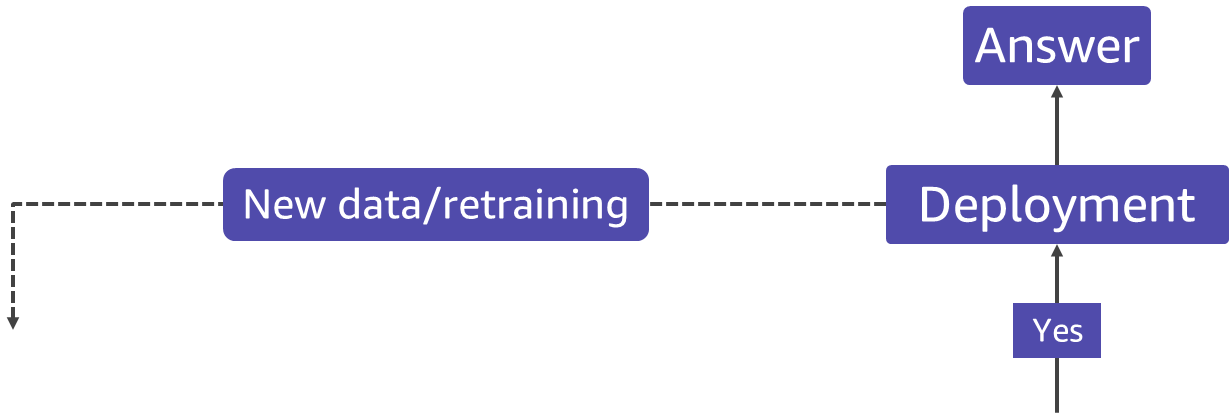 Answer
New data/retraining
Deployment
Yes